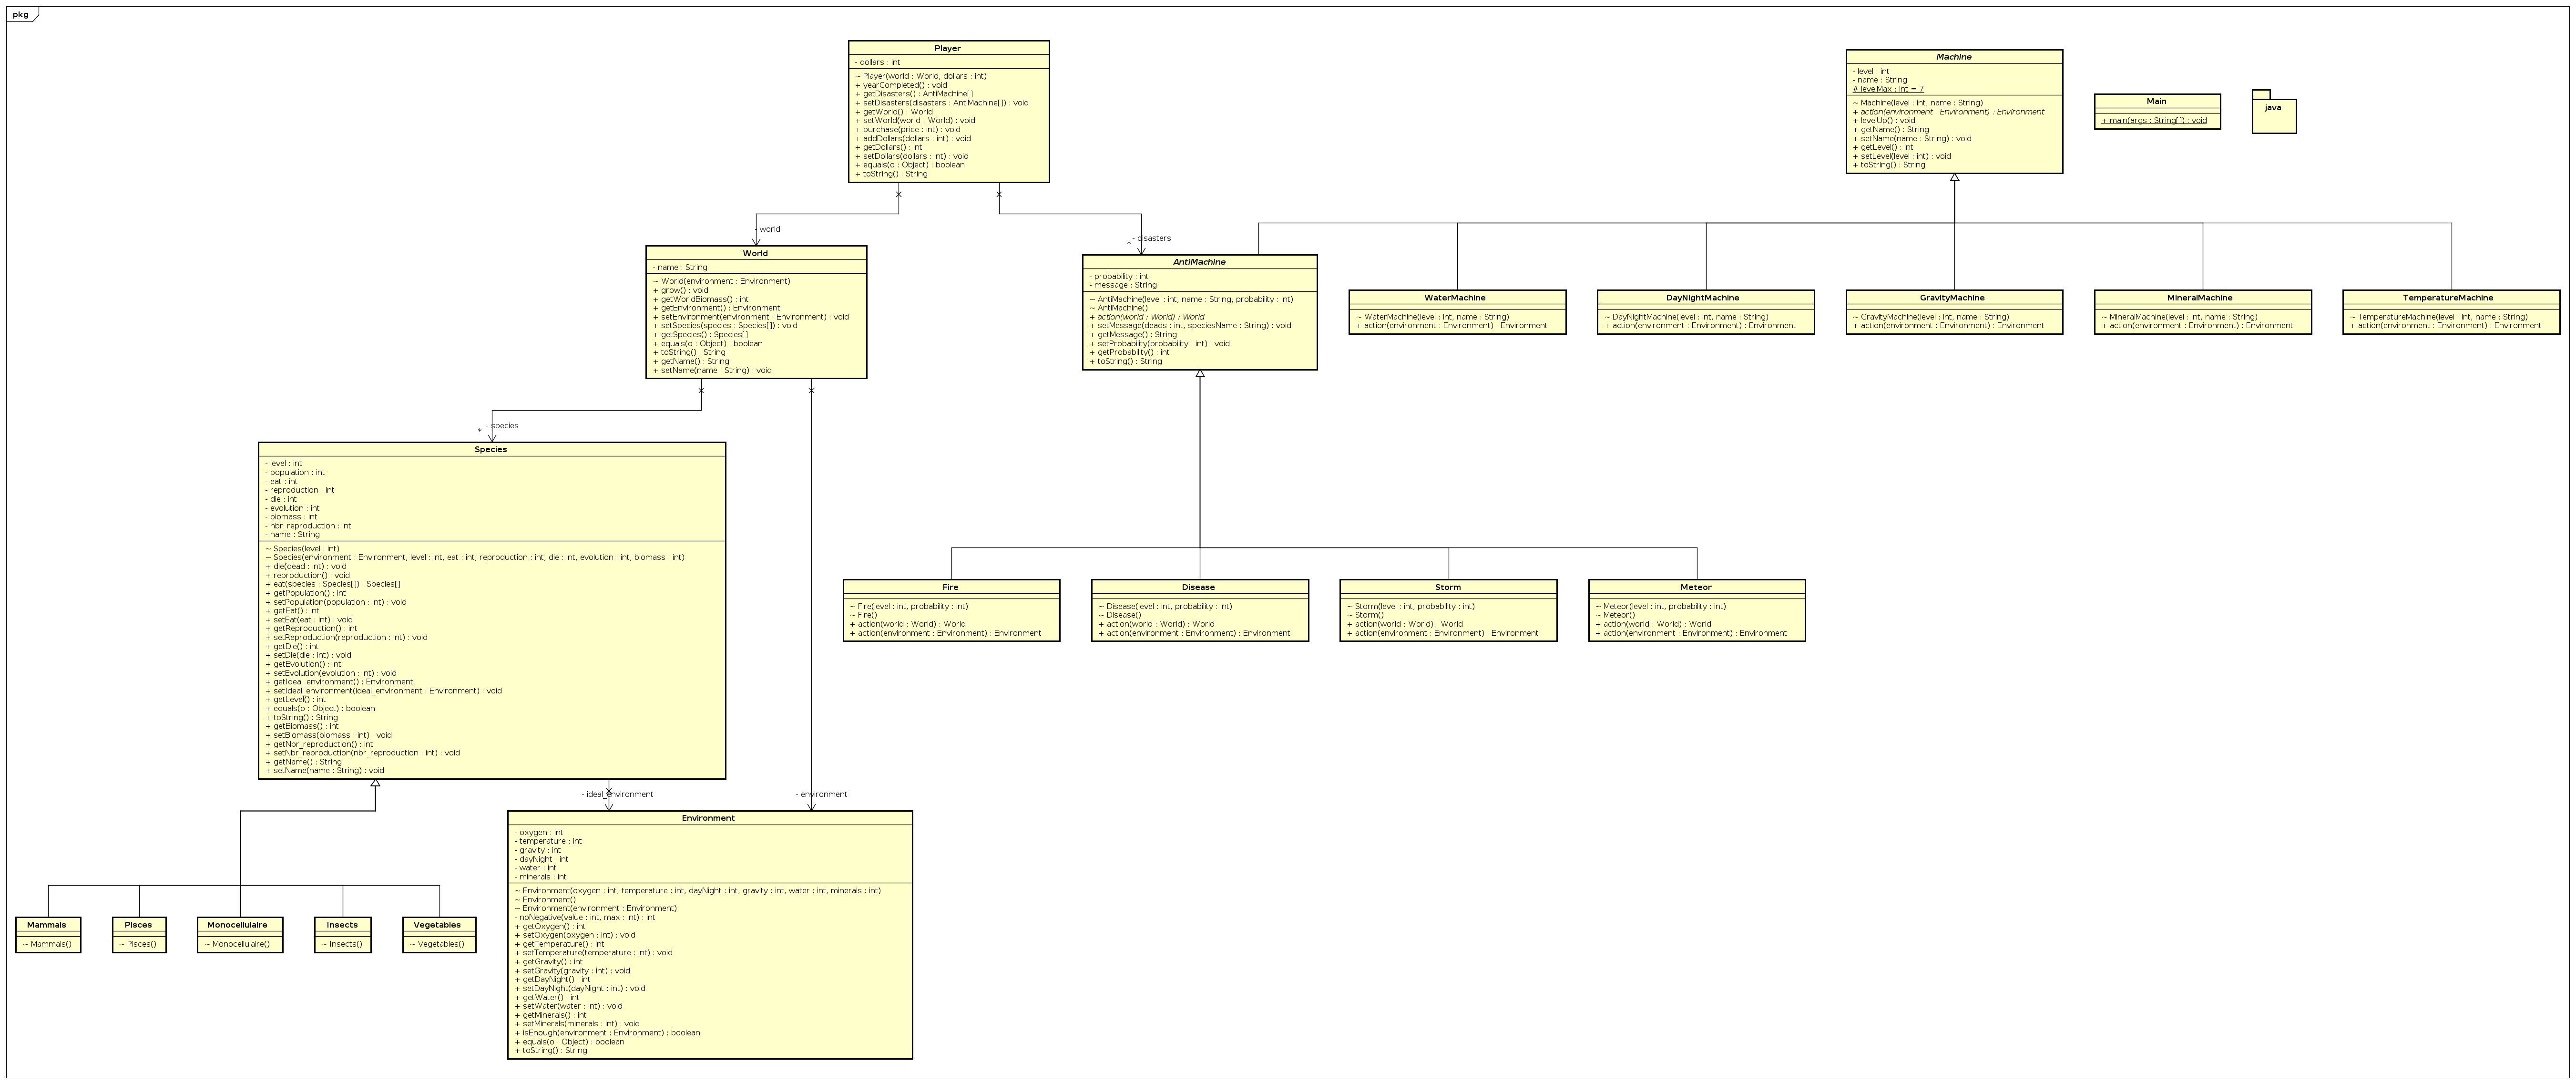 pkg
Player
- dollars : int
~ Player(world : World, dollars : int)
+ yearCompleted() : void
+ getDisasters() : AntiMachine[]
+ setDisasters(disasters : AntiMachine[]) : void
+ getWorld() : World
+ setWorld(world : World) : void
+ purchase(price : int) : void
+ addDollars(dollars : int) : void
+ getDollars() : int
+ setDollars(dollars : int) : void
+ equals(o : Object) : boolean
+ toString() : String
Machine
- level : int
- name : String
# levelMax : int = 7
~ Machine(level : int, name : String)
+ action(environment : Environment) : Environment
+ levelUp() : void
+ getName() : String
+ setName(name : String) : void
+ getLevel() : int
+ setLevel(level : int) : void
+ toString() : String
Main
+ main(args : String[]) : void
java
- world
- disasters
*
World
- name : String
~ World(environment : Environment)
+ grow() : void
+ getWorldBiomass() : int
+ getEnvironment() : Environment
+ setEnvironment(environment : Environment) : void
+ setSpecies(species : Species[]) : void
+ getSpecies() : Species[]
+ equals(o : Object) : boolean
+ toString() : String
+ getName() : String
+ setName(name : String) : void
AntiMachine
- probability : int
- message : String
~ AntiMachine(level : int, name : String, probability : int)
~ AntiMachine()
+ action(world : World) : World
+ setMessage(deads : int, speciesName : String) : void
+ getMessage() : String
+ setProbability(probability : int) : void
+ getProbability() : int
+ toString() : String
WaterMachine
~ WaterMachine(level : int, name : String)
+ action(environment : Environment) : Environment
DayNightMachine
~ DayNightMachine(level : int, name : String)
+ action(environment : Environment) : Environment
GravityMachine
~ GravityMachine(level : int, name : String)
+ action(environment : Environment) : Environment
MineralMachine
~ MineralMachine(level : int, name : String)
+ action(environment : Environment) : Environment
TemperatureMachine
~ TemperatureMachine(level : int, name : String)
+ action(environment : Environment) : Environment
- species
*
Species
- level : int
- population : int
- eat : int
- reproduction : int
- die : int
- evolution : int
- biomass : int
- nbr_reproduction : int
- name : String
~ Species(level : int)
~ Species(environment : Environment, level : int, eat : int, reproduction : int, die : int, evolution : int, biomass : int)
+ die(dead : int) : void
+ reproduction() : void
+ eat(species : Species[]) : Species[]
+ getPopulation() : int
+ setPopulation(population : int) : void
+ getEat() : int
+ setEat(eat : int) : void
+ getReproduction() : int
+ setReproduction(reproduction : int) : void
+ getDie() : int
+ setDie(die : int) : void
+ getEvolution() : int
+ setEvolution(evolution : int) : void
+ getIdeal_environment() : Environment
+ setIdeal_environment(ideal_environment : Environment) : void
+ getLevel() : int
+ equals(o : Object) : boolean
+ toString() : String
+ getBiomass() : int
+ setBiomass(biomass : int) : void
+ getNbr_reproduction() : int
+ setNbr_reproduction(nbr_reproduction : int) : void
+ getName() : String
+ setName(name : String) : void
Fire
~ Fire(level : int, probability : int)
~ Fire()
+ action(world : World) : World
+ action(environment : Environment) : Environment
Disease
~ Disease(level : int, probability : int)
~ Disease()
+ action(world : World) : World
+ action(environment : Environment) : Environment
Storm
~ Storm(level : int, probability : int)
~ Storm()
+ action(world : World) : World
+ action(environment : Environment) : Environment
Meteor
~ Meteor(level : int, probability : int)
~ Meteor()
+ action(world : World) : World
+ action(environment : Environment) : Environment
- ideal_environment
- environment
Environment
- oxygen : int
- temperature : int
- gravity : int
- dayNight : int
- water : int
- minerals : int
~ Environment(oxygen : int, temperature : int, dayNight : int, gravity : int, water : int, minerals : int)
~ Environment()
~ Environment(environment : Environment)
- noNegative(value : int, max : int) : int
+ getOxygen() : int
+ setOxygen(oxygen : int) : void
+ getTemperature() : int
+ setTemperature(temperature : int) : void
+ getGravity() : int
+ setGravity(gravity : int) : void
+ getDayNight() : int
+ setDayNight(dayNight : int) : void
+ getWater() : int
+ setWater(water : int) : void
+ getMinerals() : int
+ setMinerals(minerals : int) : void
+ isEnough(environment : Environment) : boolean
+ equals(o : Object) : boolean
+ toString() : String
Mammals
~ Mammals()
Pisces
~ Pisces()
Monocellulaire
~ Monocellulaire()
Insects
~ Insects()
Vegetables
~ Vegetables()